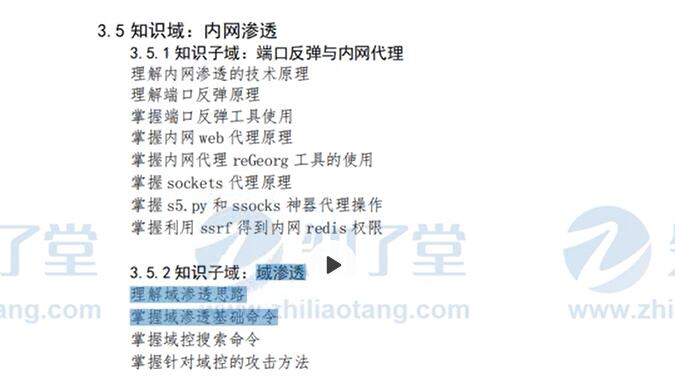 3.5 知识域：内网渗透
3.5.1 知识子域：端口反弹与内网代理
理解内网渗透的技术原理
理解端口反弹原理
掌握端口反弹工具使用
掌握内网 web 代理原理
掌握内网代理 reGeorg 工具的使用
掌握 sockets 代理原理
掌握 s5.py 和 ssocks 神器代理操作
掌握利用 ssrf 得到内网 redis 权限
了堂
了堂
3.5.2 知识子域：域渗透
理解域渗透思路
otang.com
www.zhiliaotang.com
www.zhi
掌握域渗透基础命令
掌握域控搜索命令
掌握针对域控的攻击方法